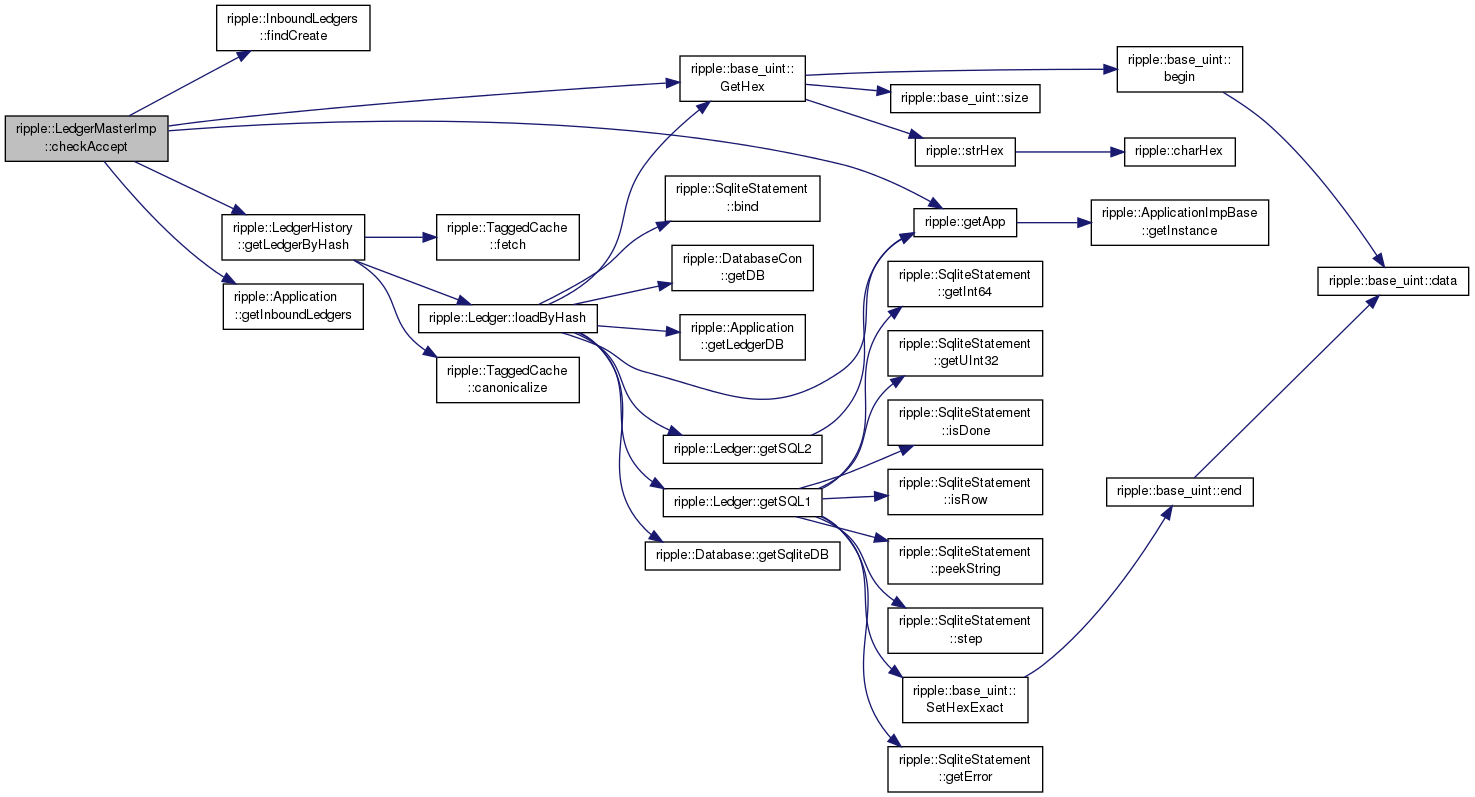 ripple::InboundLedgers
::findCreate
ripple::LedgerMasterImp
::checkAccept
ripple::LedgerHistory
::getLedgerByHash
ripple::Application
::getInboundLedgers
ripple::TaggedCache
::fetch
ripple::Ledger::loadByHash
ripple::TaggedCache
::canonicalize
ripple::base_uint::
GetHex
ripple::SqliteStatement
::bind
ripple::DatabaseCon
::getDB
ripple::Application
::getLedgerDB
ripple::Ledger::getSQL2
ripple::Ledger::getSQL1
ripple::Database::getSqliteDB
ripple::base_uint::size
ripple::strHex
ripple::getApp
ripple::SqliteStatement
::getInt64
ripple::SqliteStatement
::getUInt32
ripple::SqliteStatement
::isDone
ripple::SqliteStatement
::isRow
ripple::SqliteStatement
::peekString
ripple::SqliteStatement
::step
ripple::base_uint::
SetHexExact
ripple::SqliteStatement
::getError
ripple::base_uint::
begin
ripple::charHex
ripple::ApplicationImpBase
::getInstance
ripple::base_uint::end
ripple::base_uint::data